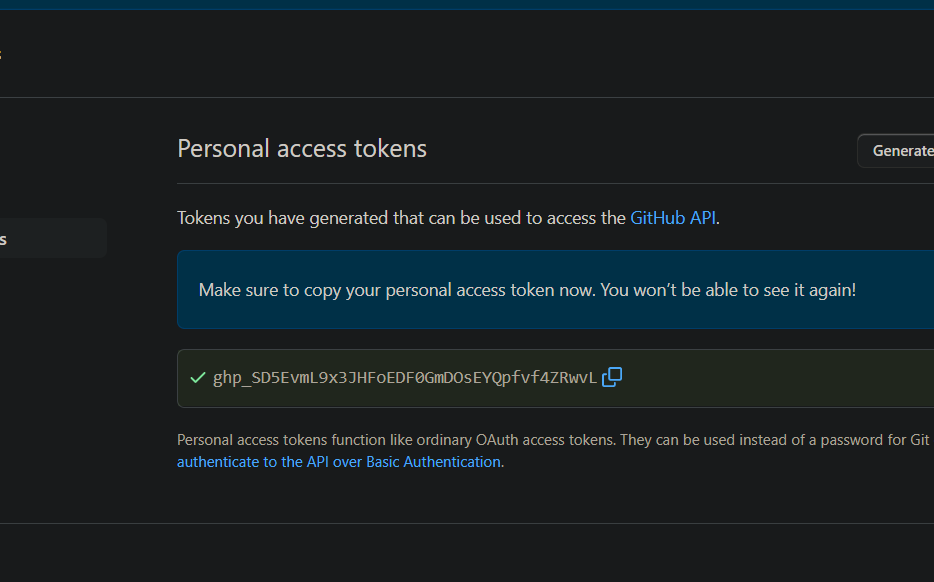 s
Personal access tokens
Generate
Tokens you have generated that can be used to access the GitHub API.
s
Make sure to copy your personal access token now. You won’t be able to see it again!
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
Personal access tokens function like ordinary OAuth access tokens. They can be used instead of a password for Git
authenticate to the API over Basic Authentication.